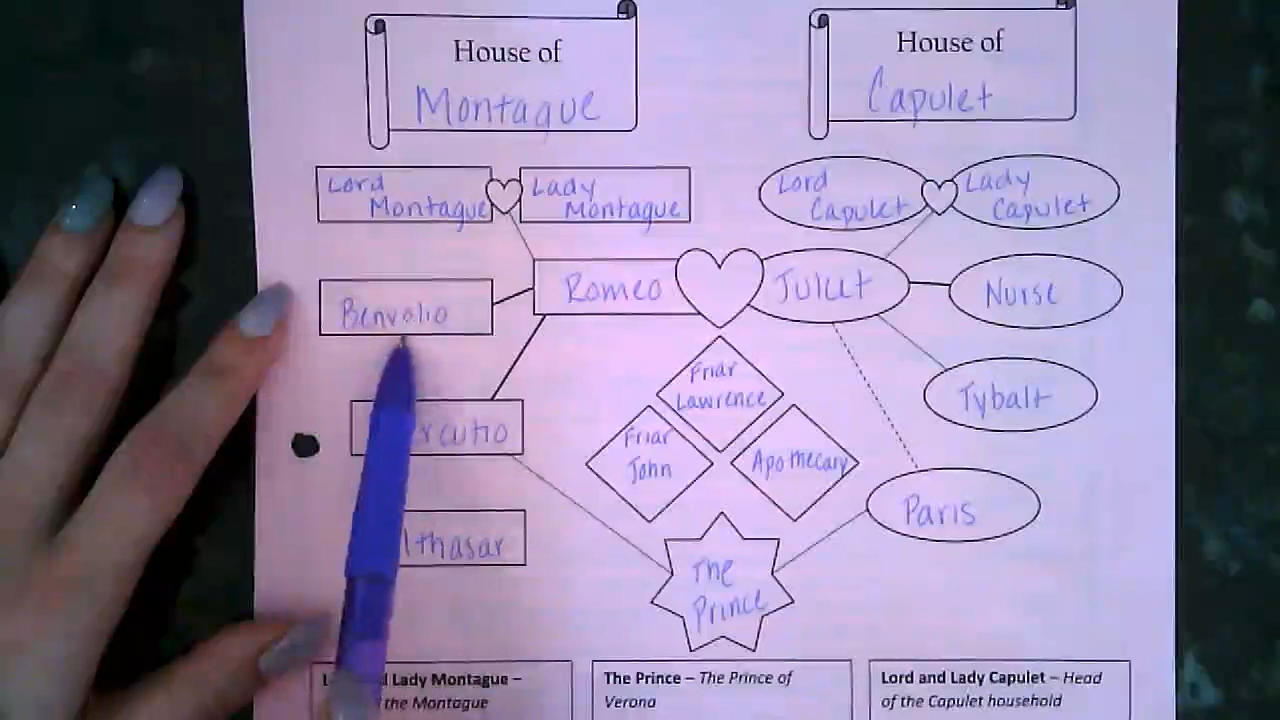 House of
Montague
House of
Capulet
Lord
Montague
Lady
Montague
Lord
Capulet
Lady
Capulet
Benvolio
Romeo
Juliet
Nurse
Friar
Lawrence
Tybalt
rcutio
Friar
John
Apothecary
Paris
lthasar
The
Prince
Lady Montague –
the Montague
The Prince – The Prince of
Verona
Lord and Lady Capulet – Head
of the Capulet household